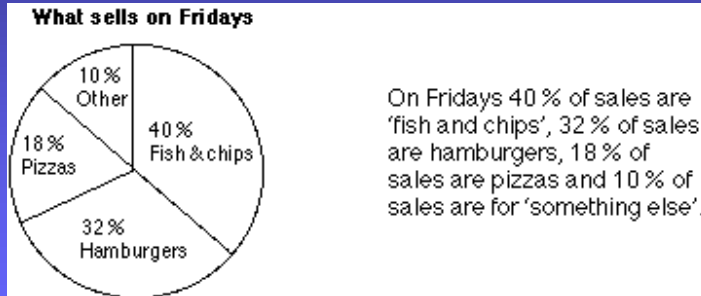 What sells on Fridays
10%
Other
40%
Fish & chips
18%
Pizzas
32%
Hamburgers
On Fridays 40% of sales are
‘fish and chips’, 32% of sales
are hamburgers, 18% of
sales are pizzas and 10% of
sales are for ‘something else’.